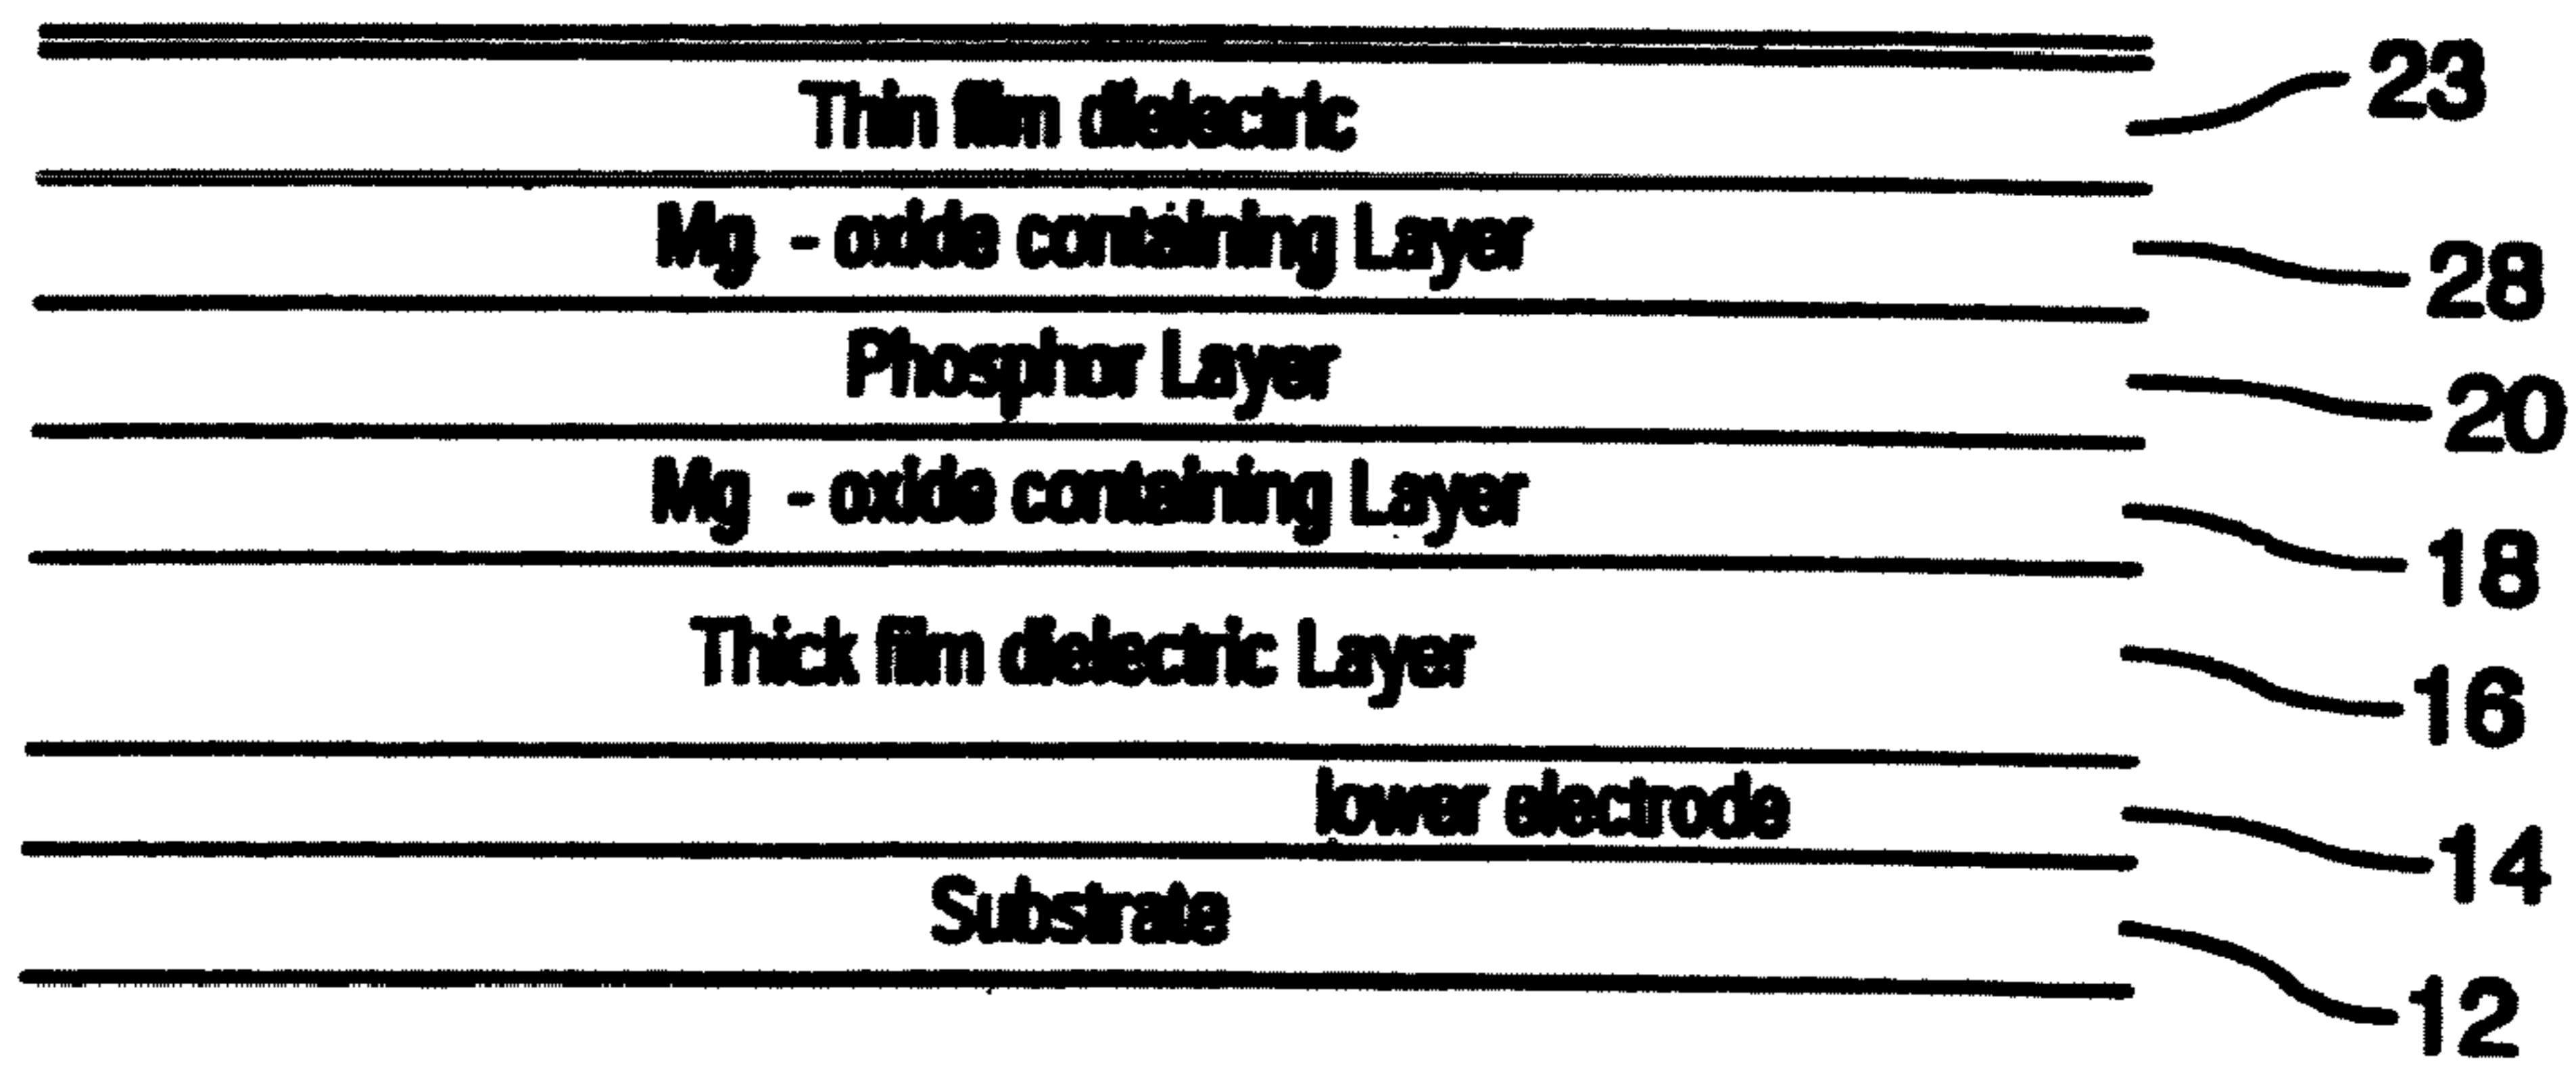 Thin film dielectric 23
Mg - oxide containing Layer 28
Phosphor Layer 20
Mg - oxide containing Layer 18
Thick film dielectric Layer 16
lower electrode 14
Substrate 12